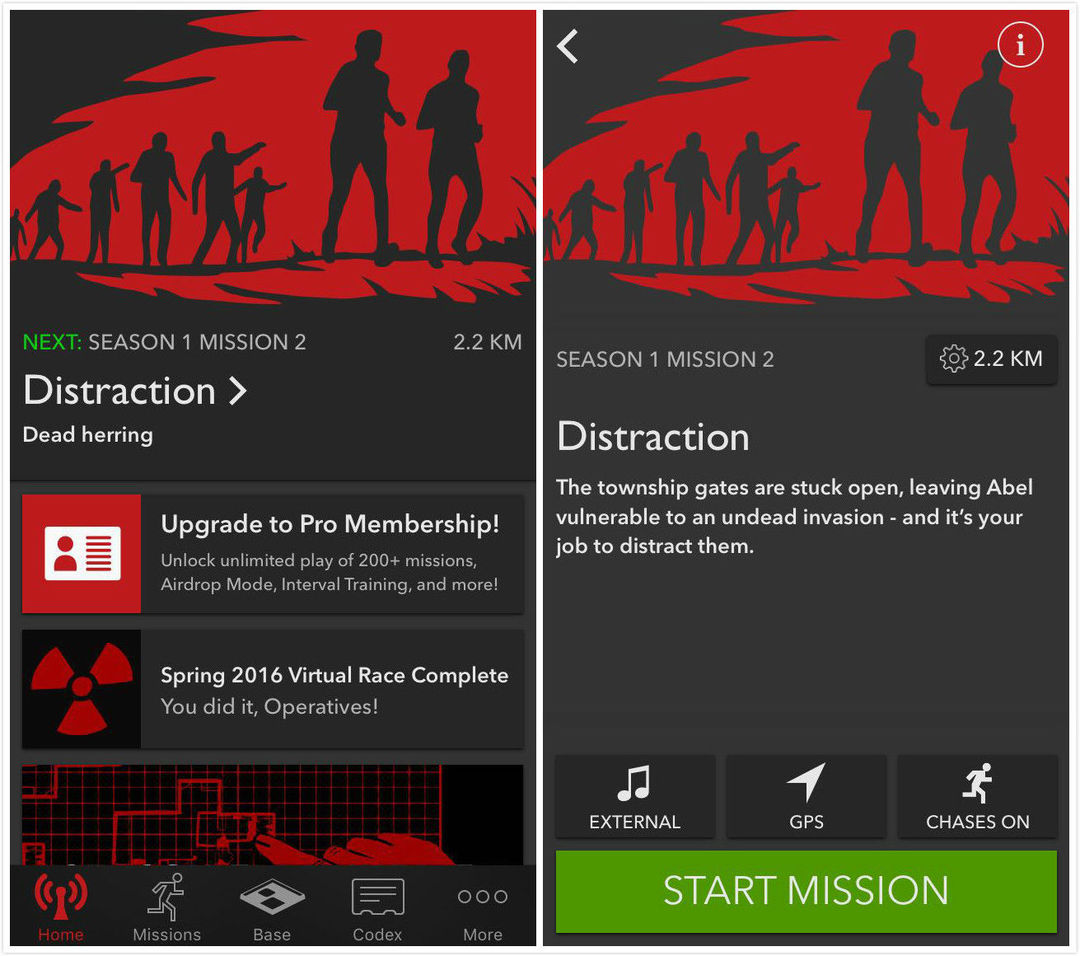 NEXT: SEASON 1 MISSION 2 2.2 KM
Distraction >
Dead herring
Upgrade to Pro Membership!
Unlock unlimited play of 200+ missions,
Airdrop Mode, Interval Training, and more!
Spring 2016 Virtual Race Complete
You did it, Operatives!
Home Missions Base Codex More
i
SEASON 1 MISSION 2 2.2 KM
Distraction
The township gates are stuck open, leaving Abel
vulnerable to an undead invasion - and it's your
job to distract them.
EXTERNAL GPS CHASES ON
START MISSION